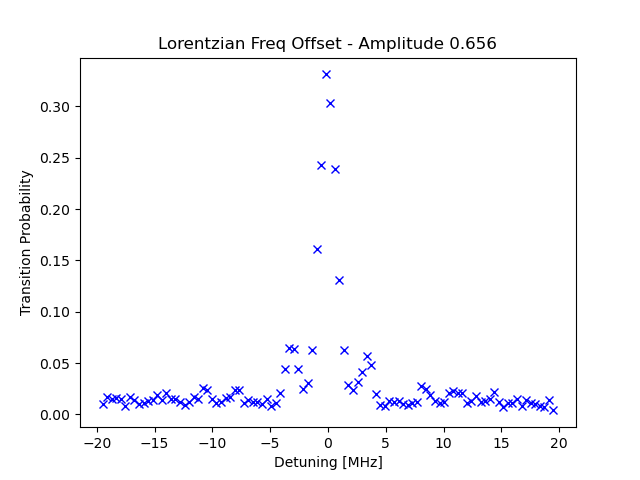 Lorentzian Freq Offset - Amplitude 0.656
Transition Probability
0.30
0.25
0.20
0.15
0.10
0.05
0.00
−20 −15 −10 −5 0 5 10 15 20
Detuning [MHz]